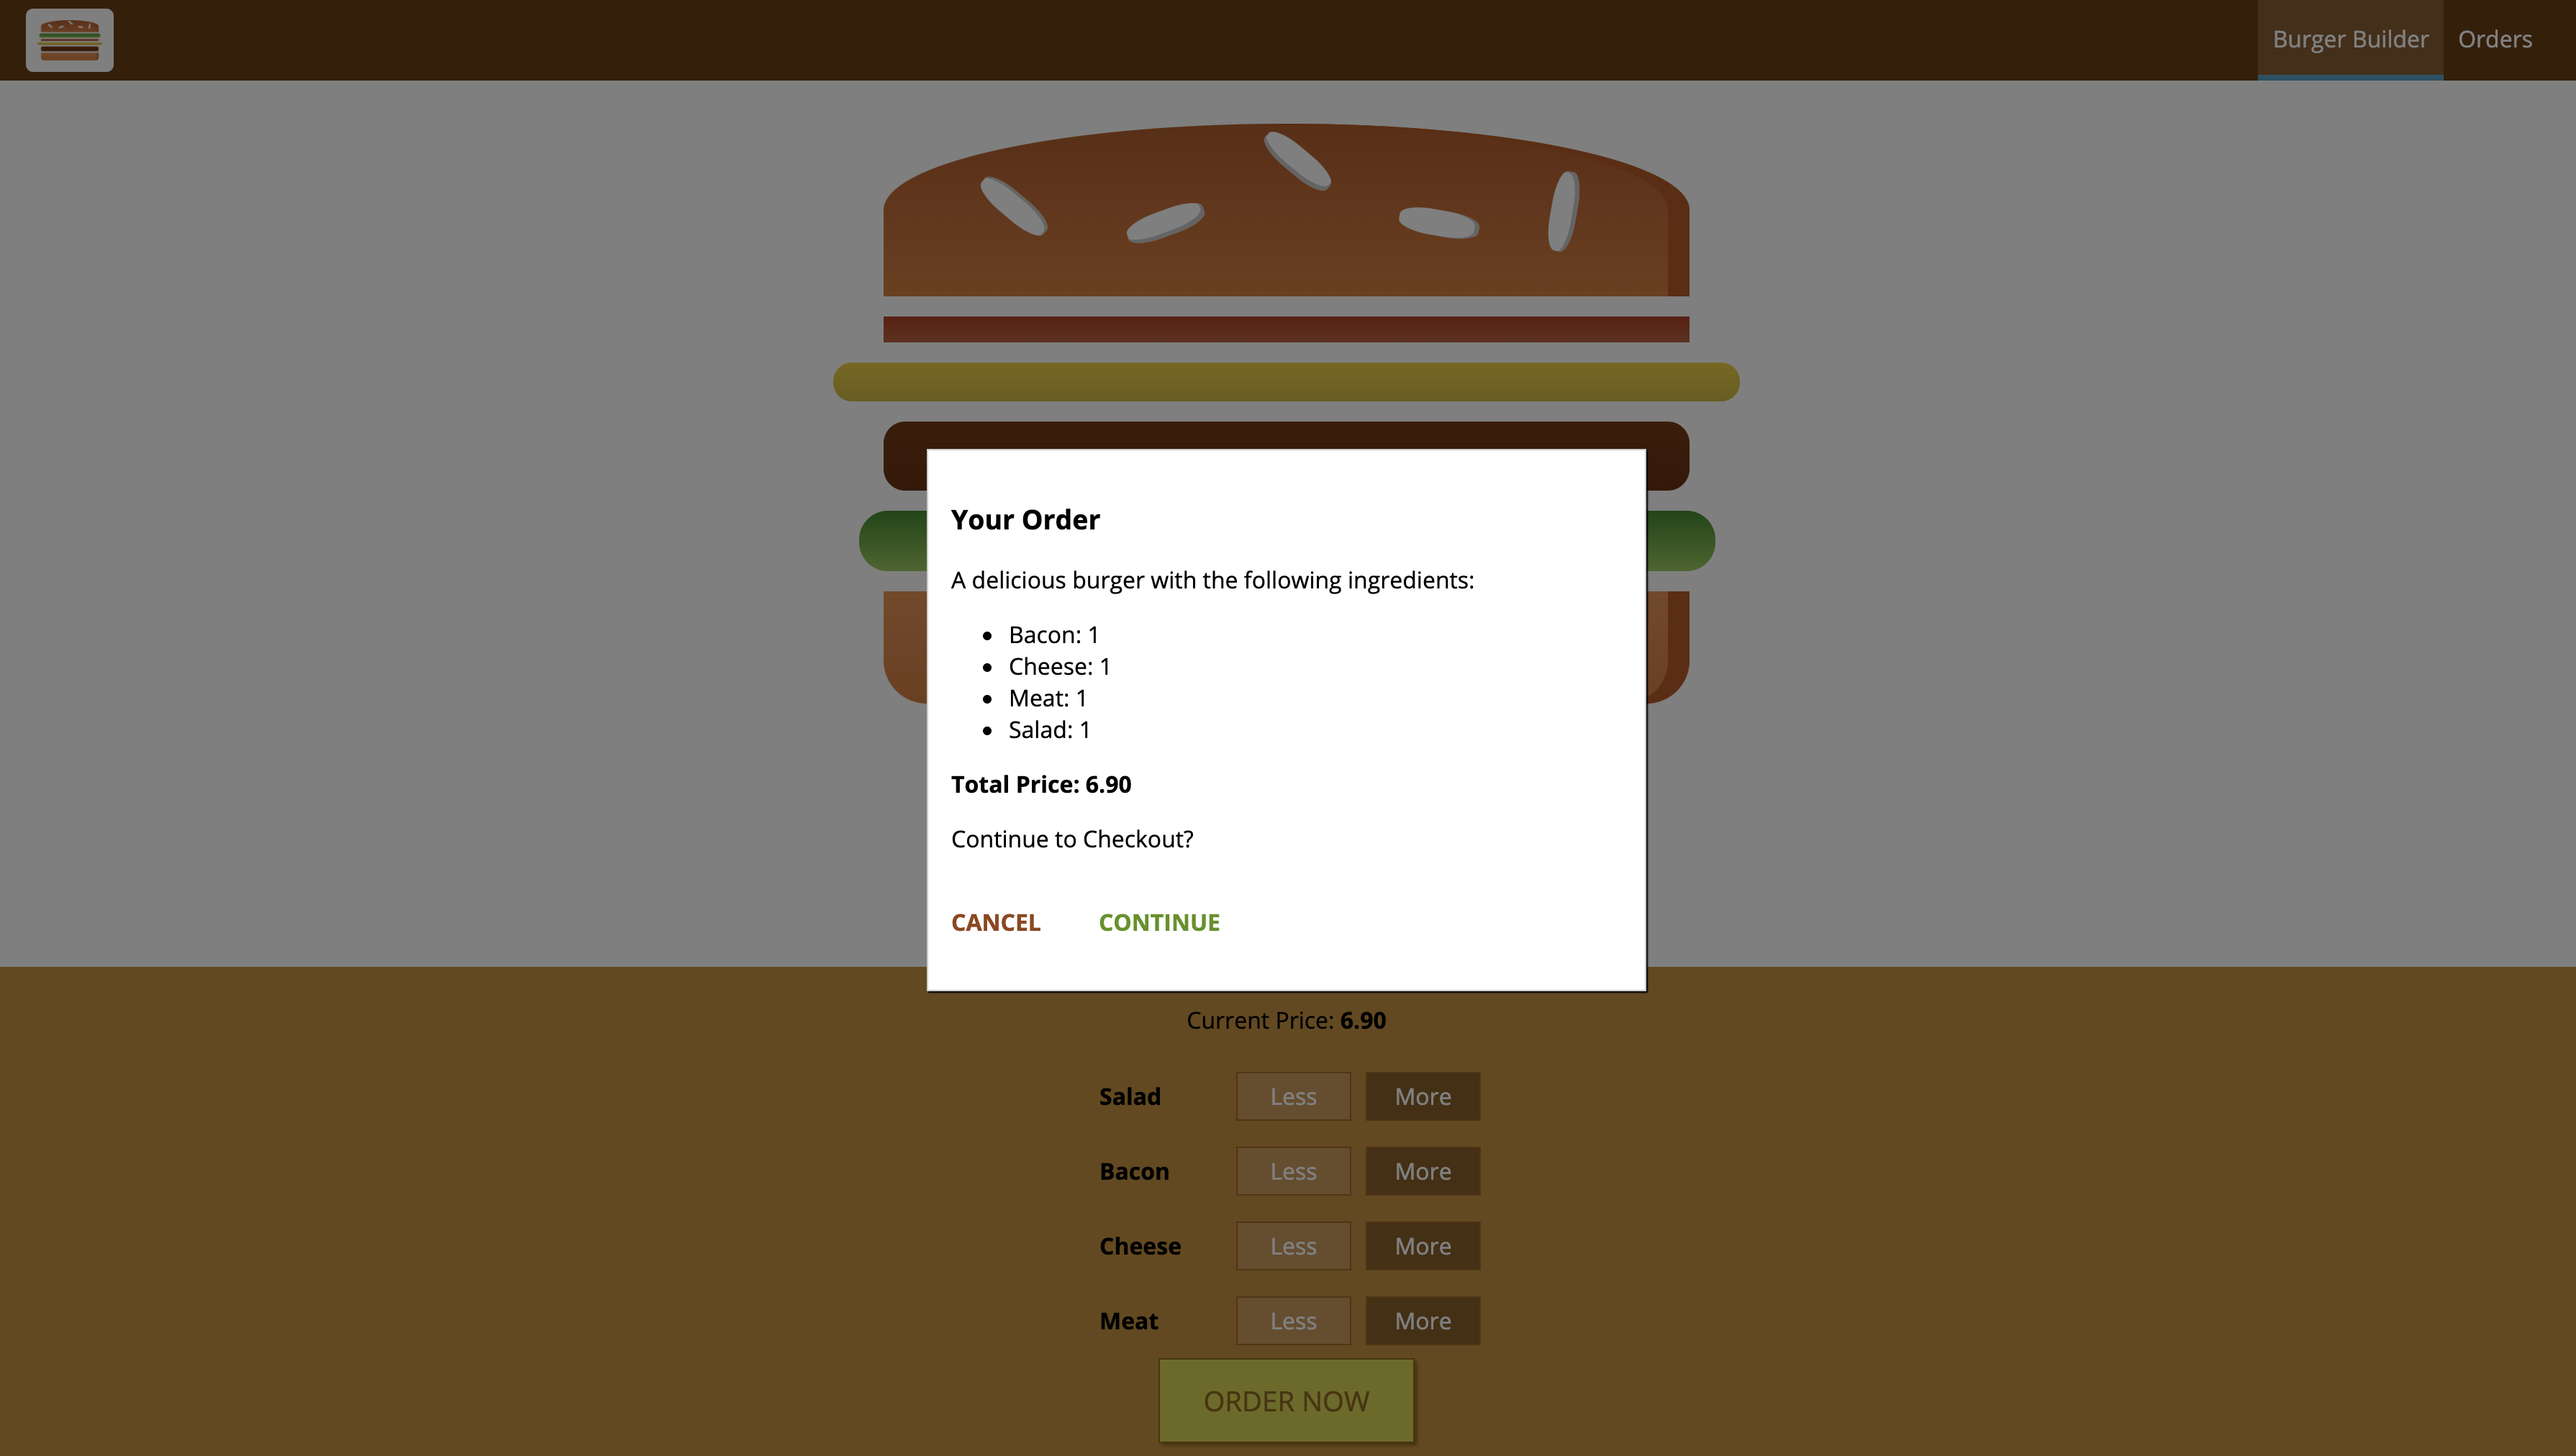 Burger Builder Orders
Your Order
A delicious burger with the following ingredients:
Bacon: 1
Cheese: 1
Meat: 1
Salad: 1
Total Price: 6.90
Continue to Checkout?
CANCEL CONTINUE
Current Price: 6.90
Salad Less More
Bacon Less More
Cheese Less More
Meat Less More
ORDER NOW